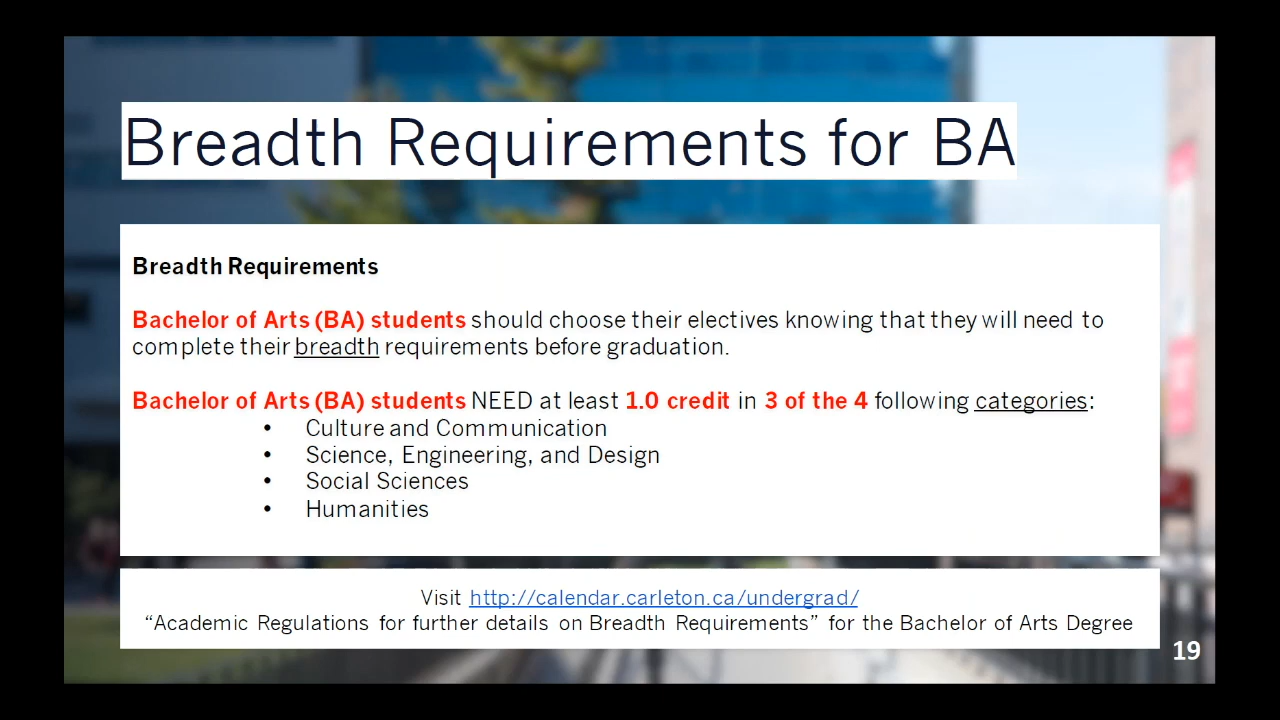 Breadth Requirements for BA
Breadth Requirements
Bachelor of Arts (BA) students should choose their electives knowing that they will need to
complete their breadth requirements before graduation.
Bachelor of Arts (BA) students NEED at least 1.0 credit in 3 of the 4 following categories:
• Culture and Communication
• Science, Engineering, and Design
• Social Sciences
• Humanities
Visit http://calendar.carleton.ca/undergrad/
“Academic Regulations for further details on Breadth Requirements” for the Bachelor of Arts Degree
19